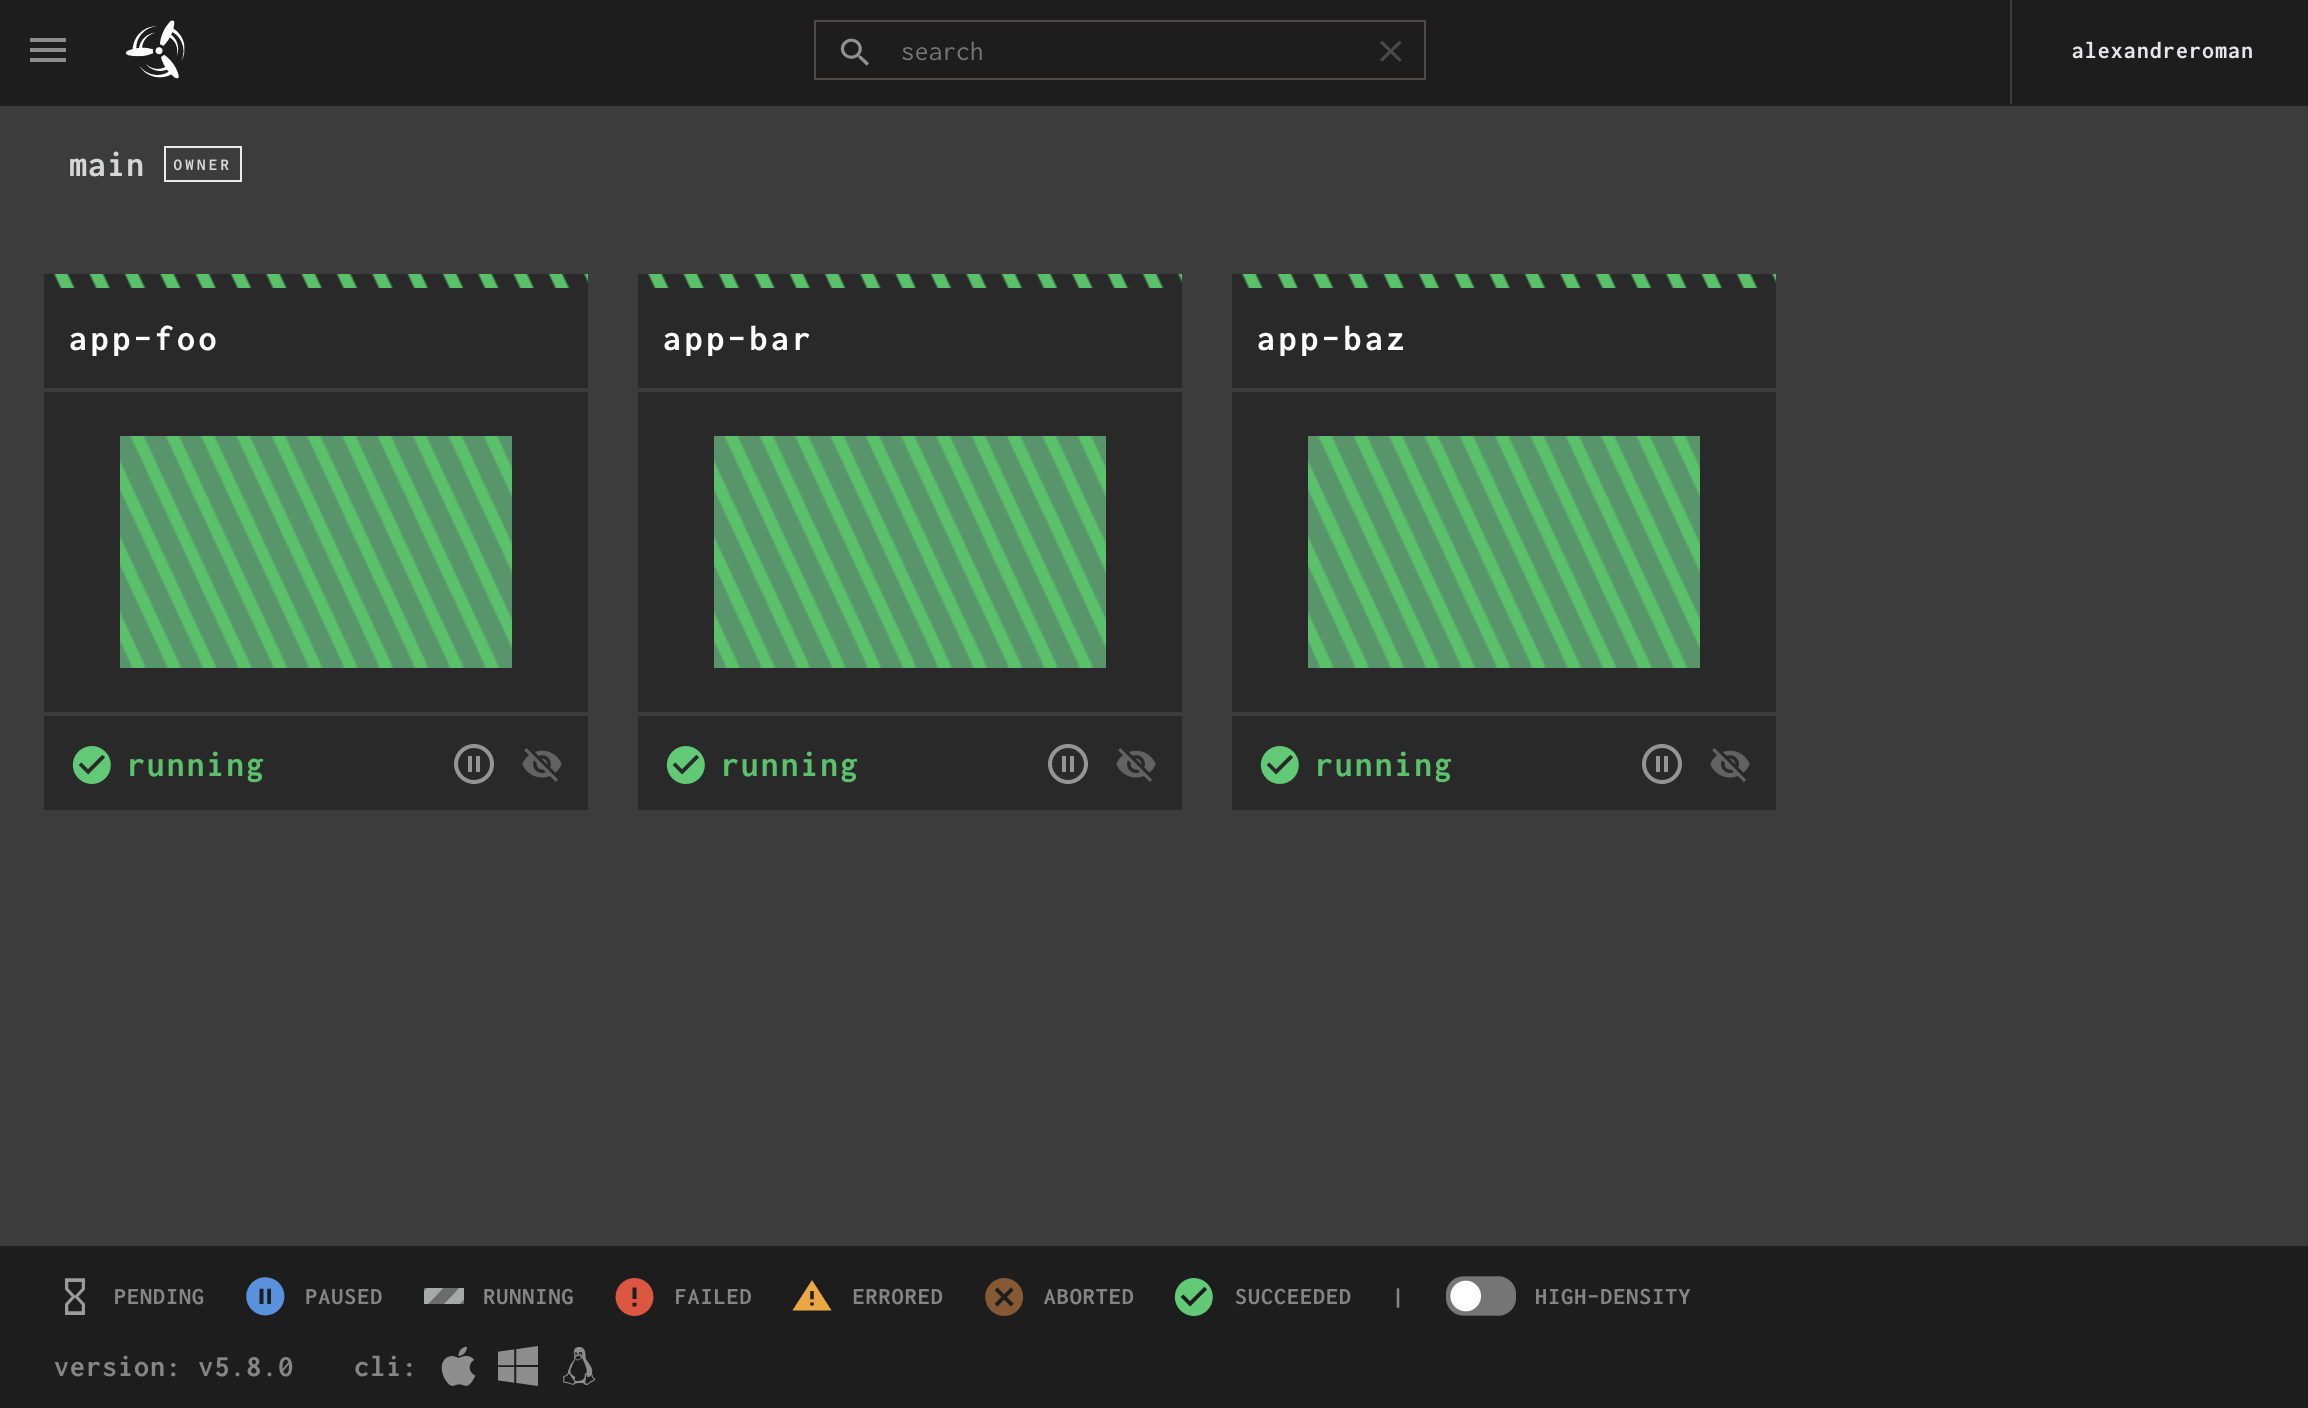 search
alexandreroman
main OWNER
app-foo
app-bar
app-baz
running
running
running
PENDING PAUSED RUNNING FAILED ERRORED ABORTED SUCCEEDED | HIGH-DENSITY
version: v5.8.0 cli: